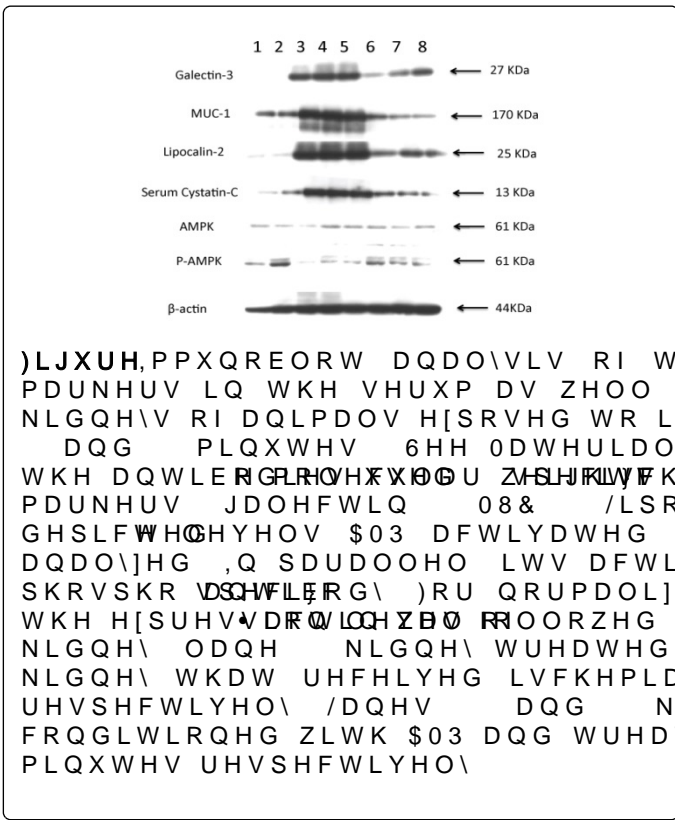 1 2 3 4 5 6 7 8
Galectin-3 27 KDa
MUC-1 170 KDa
Lipocalin-2 25 KDa
Serum Cystatin-C 13 KDa
AMPK 61 KDa
P-AMPK 61 KDa
β-actin 44KDa
)LJXUH,PPXQREORW DQDO\VLV RI W
PDUNHUV LQ WKH VHUXP DV ZHOO
NLGQH\V RI DQLPDOV H[SRVHG WR L
DQG PLQXWHV 6HH 0DWHULDO
WKH
PDUNHUV JDOHFWLQ 08& /LSR
$03 DFWLYDWHG
DQDO\]HG ,Q SDUDOOHO LWV DFWL
SKRVSKR )RU QRUPDOL]
WKH
NLGQH\ ODQH NLGQH\ WUHDWHG
NLGQH\ WKDW UHFHLYHG LVFKHPLD
UHVSHFWLYHO\ /DQHV DQG N
FRQGLWLRQHG ZLWK $03 DQG WUHD
PLQXWHV UHVSHFWLYHO\